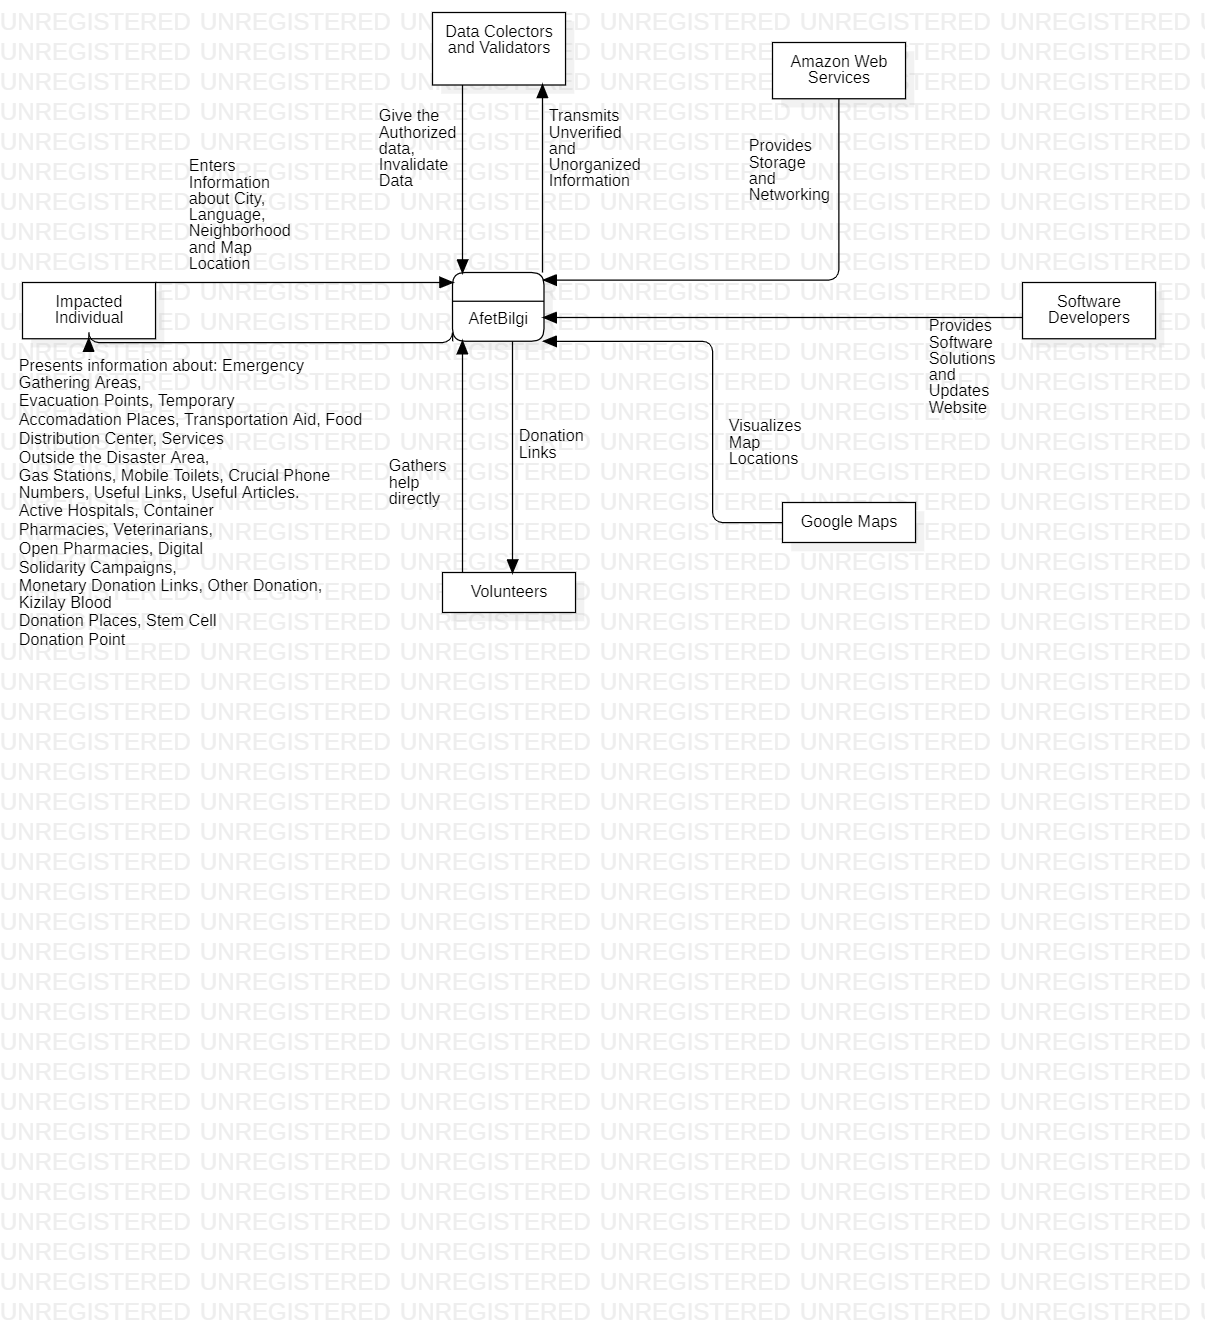 UNREGISTERED UNREGISTERED UNREGISTERED UNREGISTERED UNREGISTERED UNREGISTERED
Data Colectors
and Validators
Amazon Web
Services
Give the
Authorized
data,
Invalidate
Data
Transmits
Unverified
and
Unorganized
Information
Provides
Storage
and
Networking
Enters
Information
about City,
Language,
Neighborhood
and Map
Location
Impacted
Individual
AfetBilgi
Software
Developers
Provides
Software
Solutions
and
Updates
Website
Presents information about: Emergency
Gathering Areas,
Evacuation Points, Temporary
Accomadation Places, Transportation Aid, Food
Distribution Center, Services
Outside the Disaster Area,
Gas Stations, Mobile Toilets, Crucial Phone
Numbers, Useful Links, Useful Articles.
Active Hospitals, Container
Pharmacies, Veterinarians,
Open Pharmacies, Digital
Solidarity Campaigns,
Monetary Donation Links, Other Donation,
Kizilay Blood
Donation Places, Stem Cell
Donation Point
Gathers
help
directly
Donation
Links
Visualizes
Map
Locations
Google Maps
Volunteers